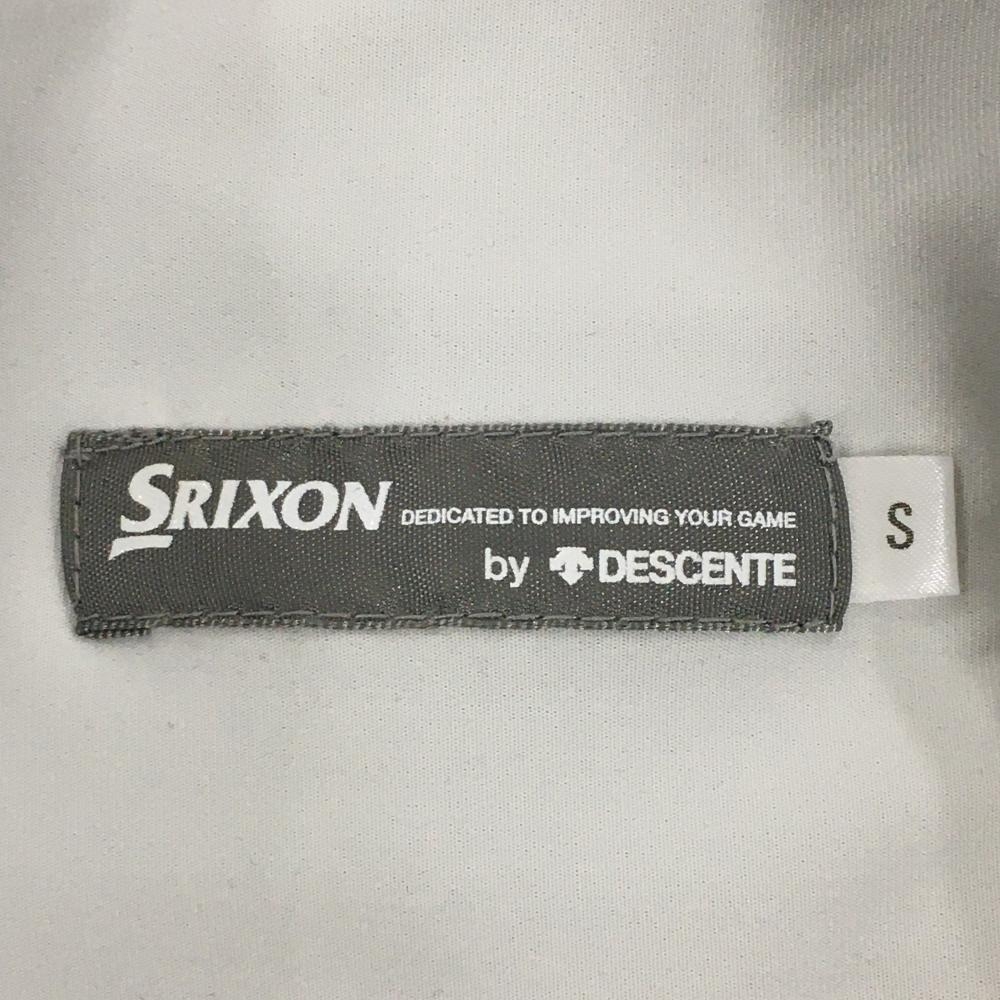 SRIXON DEDICATED TO IMPROVING YOUR GAME
by DESCENTE
S